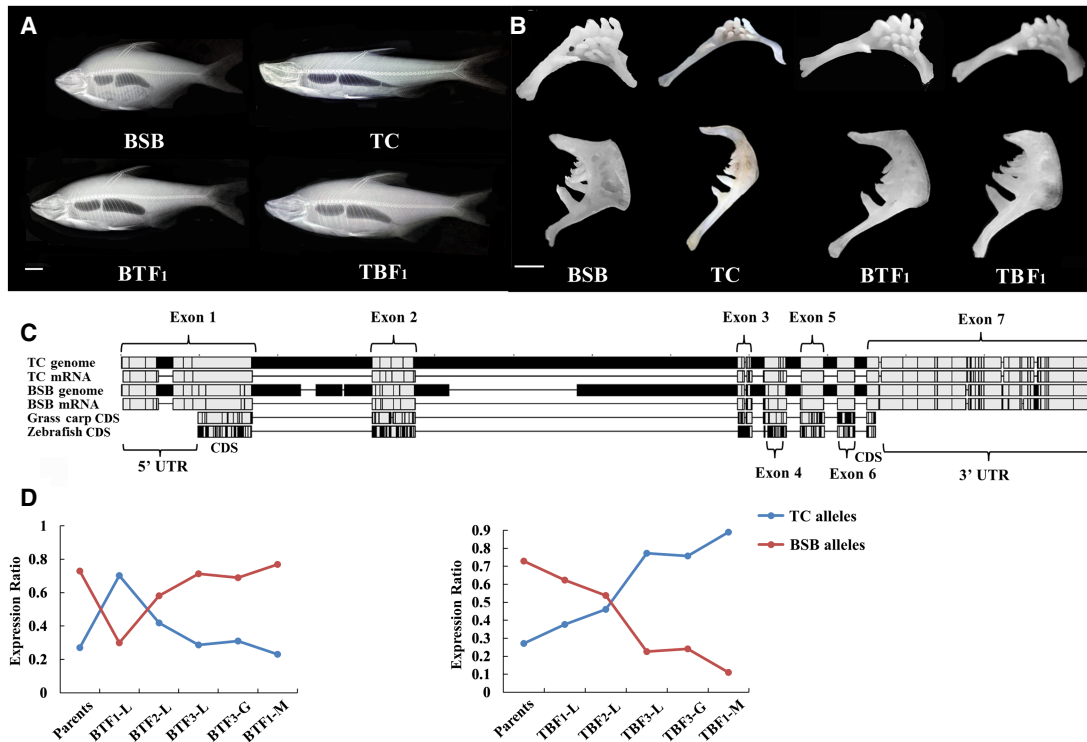 A
BSB
TC
BTF1
TBF1
B
BSB
TC
BTF1
TBF1
C
Exon 1
Exon 2
Exon 3
Exon 5
Exon 7
TC genome
TC mRNA
BSB genome
BSB mRNA
Grass carp CDS
Zebrafish CDS
5' UTR
CDS
Exon 4
Exon 6
CDS
3' UTR
D
Expression Ratio
1
0.8
0.6
0.4
0.2
0
Parents
BTF1-L
BTF2-L
BTF3-L
BTF3-G
BTF1-M
Expression Ratio
0.9
0.8
0.7
0.6
0.5
0.4
0.3
0.2
0.1
0
Parents
TBF1-L
TBF2-L
TBF3-L
TBF3-G
TBF1-M
TC alleles
BSB alleles